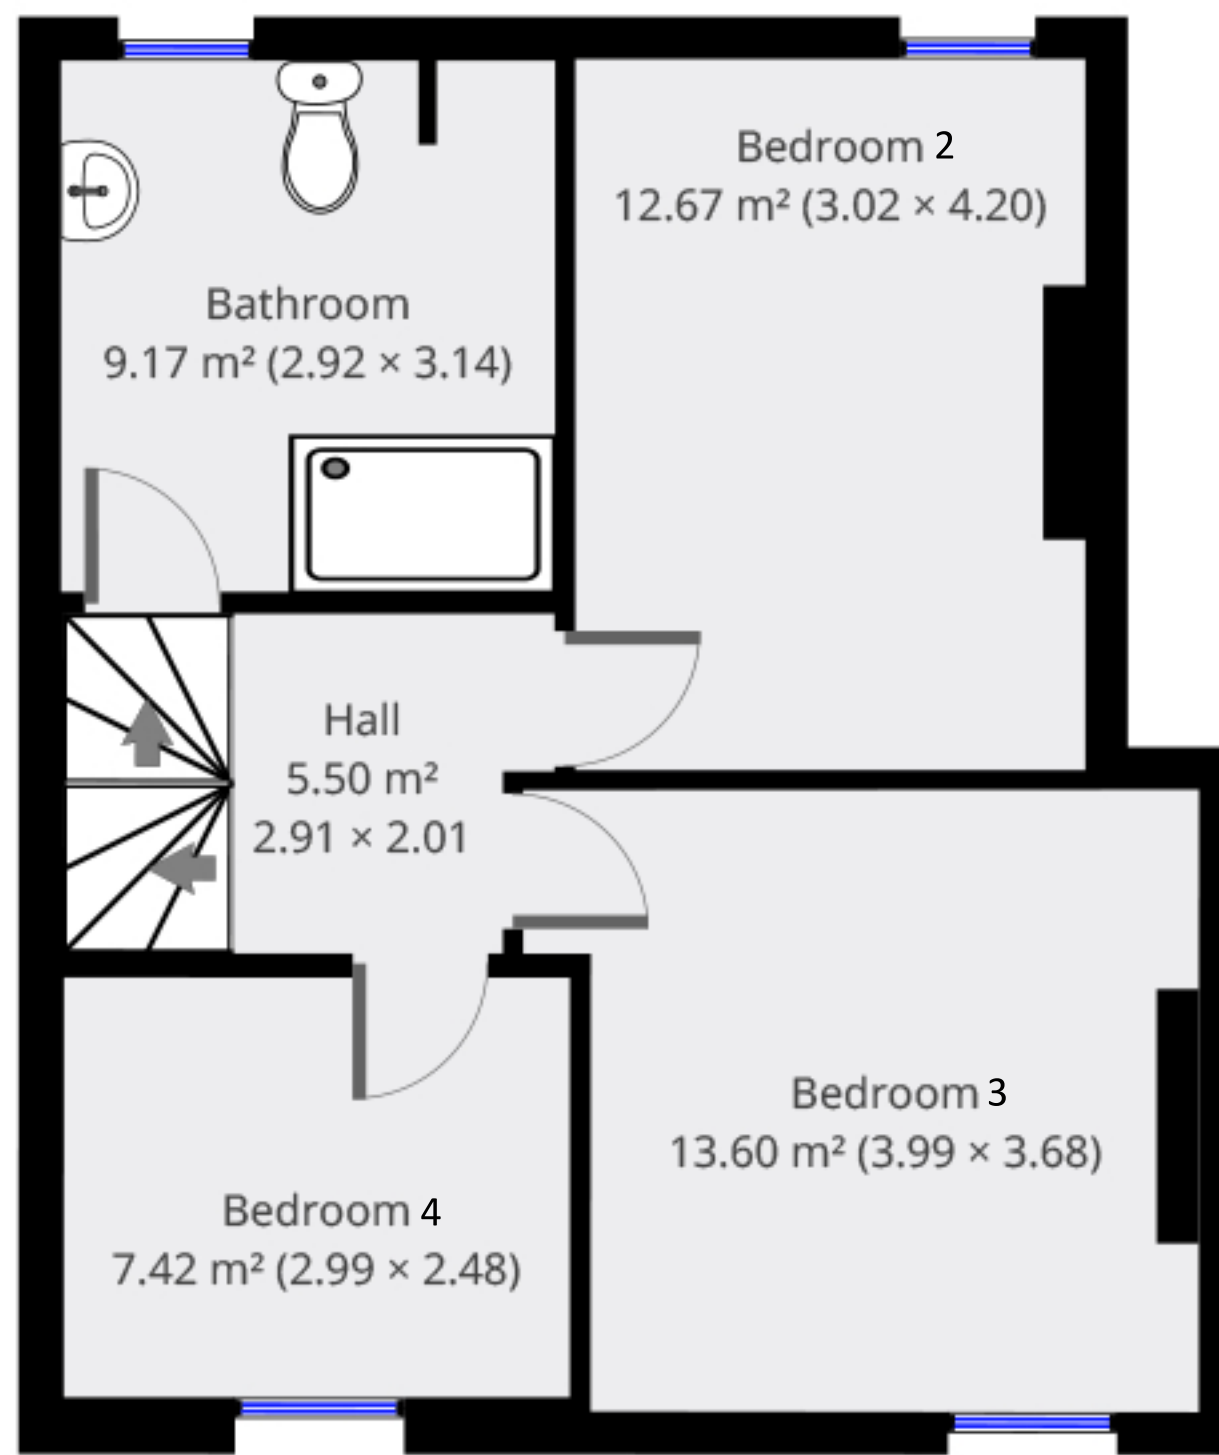 Bedroom 2
12.67 m² (3.02 × 4.20)
Bathroom
9.17 m² (2.92 × 3.14)
Hall
5.50 m²
2.91 × 2.01
Bedroom 3
13.60 m² (3.99 × 3.68)
Bedroom 4
7.42 m² (2.99 × 2.48)